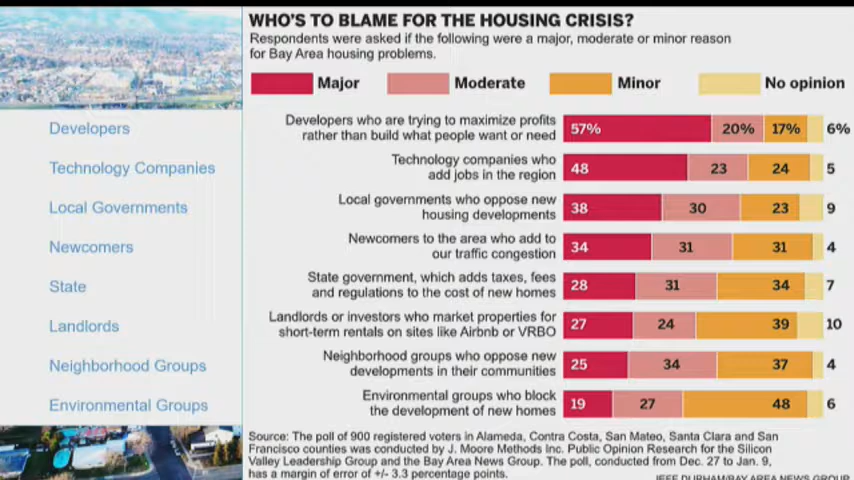 WHO'S TO BLAME FOR THE HOUSING CRISIS?
Respondents were asked if the following were a major, moderate or minor reason
for Bay Area housing problems.
Major Moderate Minor No opinion
Developers
Technology Companies
Local Governments
Newcomers
State
Landlords
Neighborhood Groups
Environmental Groups
Developers who are trying to maximize profits
rather than build what people want or need
57% 20% 17% 6%
Technology companies who
add jobs in the region
48 23 24 5
Local governments who oppose new
housing developments
38 30 23 9
Newcomers to the area who add to
our traffic congestion
34 31 31 4
State government, which adds taxes, fees
and regulations to the cost of new homes
28 31 34 7
Landlords or investors who market properties for
short-term rentals on sites like Airbnb or VRBO
27 24 39 10
Neighborhood groups who oppose new
developments in their communities
25 34 37 4
Environmental groups who block
the development of new homes
19 27 48 6
Source: The poll of 900 registered voters in Alameda, Contra Costa, San Mateo, Santa Clara and San
Francisco counties was conducted by J. Moore Methods Inc. Public Opinion Research for the Silicon
Valley Leadership Group and the Bay Area News Group. The poll, conducted from Dec. 27 to Jan. 9,
has a margin of error of +/- 3.3 percentage points.
JEFF DURHAM/BAY AREA NEWS GROUP